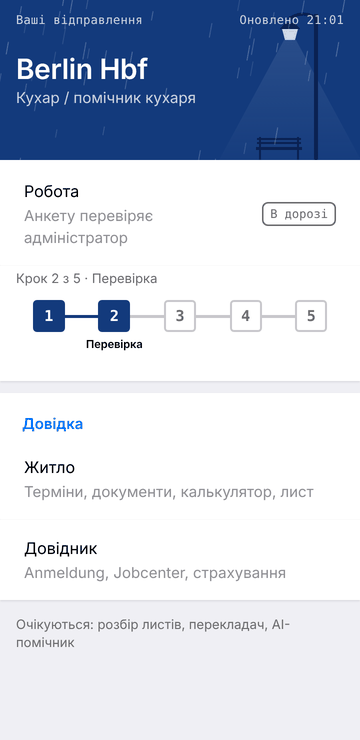 Ваші відправлення
Оновлено 21:01
Berlin Hbf
Кухар / помічник кухаря
Робота
Анкету перевіряє
адміністратор
В дорозі
Крок 2 з 5 · Перевірка
1 2 3 4 5
Перевірка
Довідка
Житло
Терміни, документи, калькулятор, лист
Довідник
Anmeldung, Jobcenter, страхування
Очікуються: розбір листів, перекладач, AI-
помічник